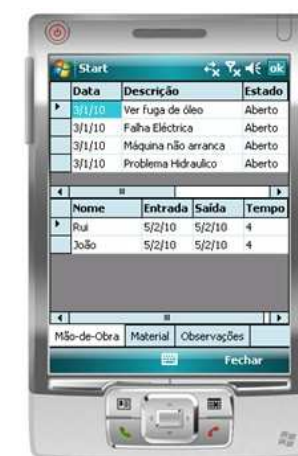 Start ok
Data Descrição Estado
3/1/10 Ver fuga de óleo Aberto
3/1/10 Falha Eléctrica Aberto
3/1/10 Máquina não arranca Aberto
3/1/10 Problema Hidraulico Aberto
Nome Entrada Saída Tempo
Rui 5/2/10 5/2/10 4
João 5/2/10 5/2/10 4
Mão-de-Obra Material Observações
Fechar